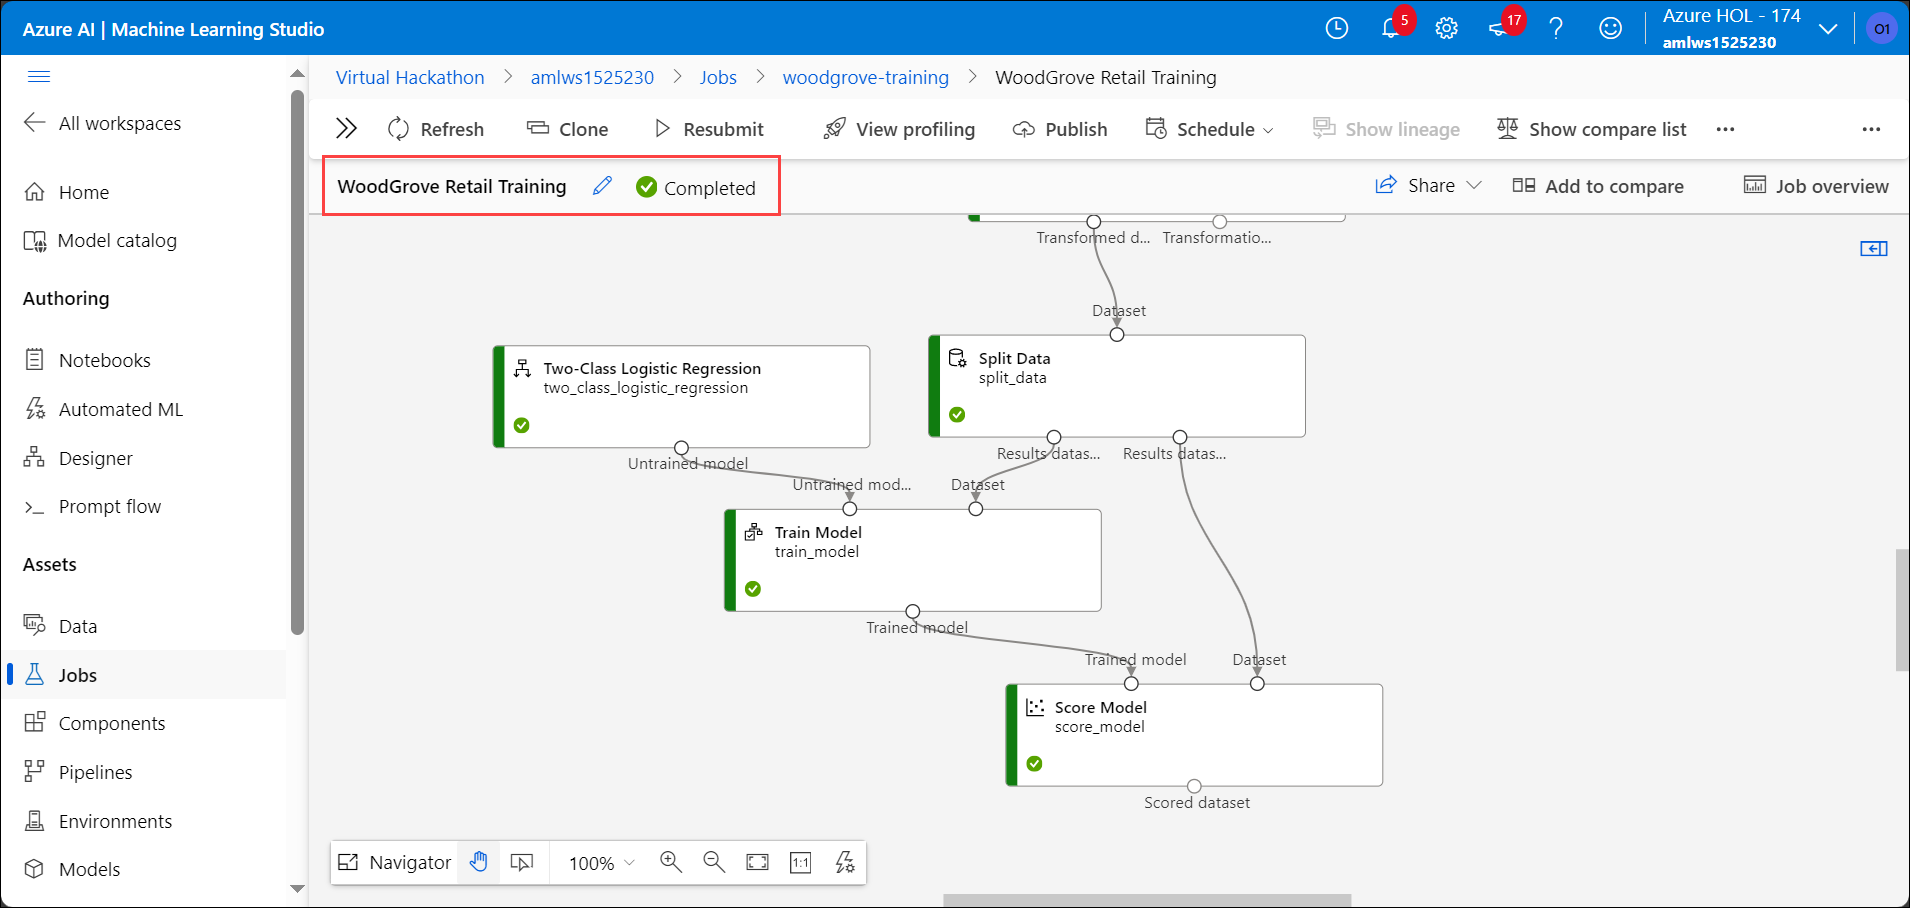 Azure AI | Machine Learning Studio
5
17
Azure HOL - 174
amlws1525230
O1
Virtual Hackathon > amlws1525230 > Jobs > woodgrove-training > WoodGrove Retail Training
All workspaces
Refresh
Clone
Resubmit
View profiling
Publish
Schedule
Show lineage
Show compare list
WoodGrove Retail Training
Completed
Share
Add to compare
Job overview
Home
Model catalog
Authoring
Notebooks
Automated ML
Designer
Prompt flow
Assets
Data
Jobs
Components
Pipelines
Environments
Models
Transformed d...
Transformatio...
Dataset
Two-Class Logistic Regression
two_class_logistic_regression
Split Data
split_data
Untrained model
Results datas...
Results datas...
Untrained mod...
Dataset
Train Model
train_model
Trained model
Trained model
Dataset
Score Model
score_model
Scored dataset
Navigator
100%
1:1